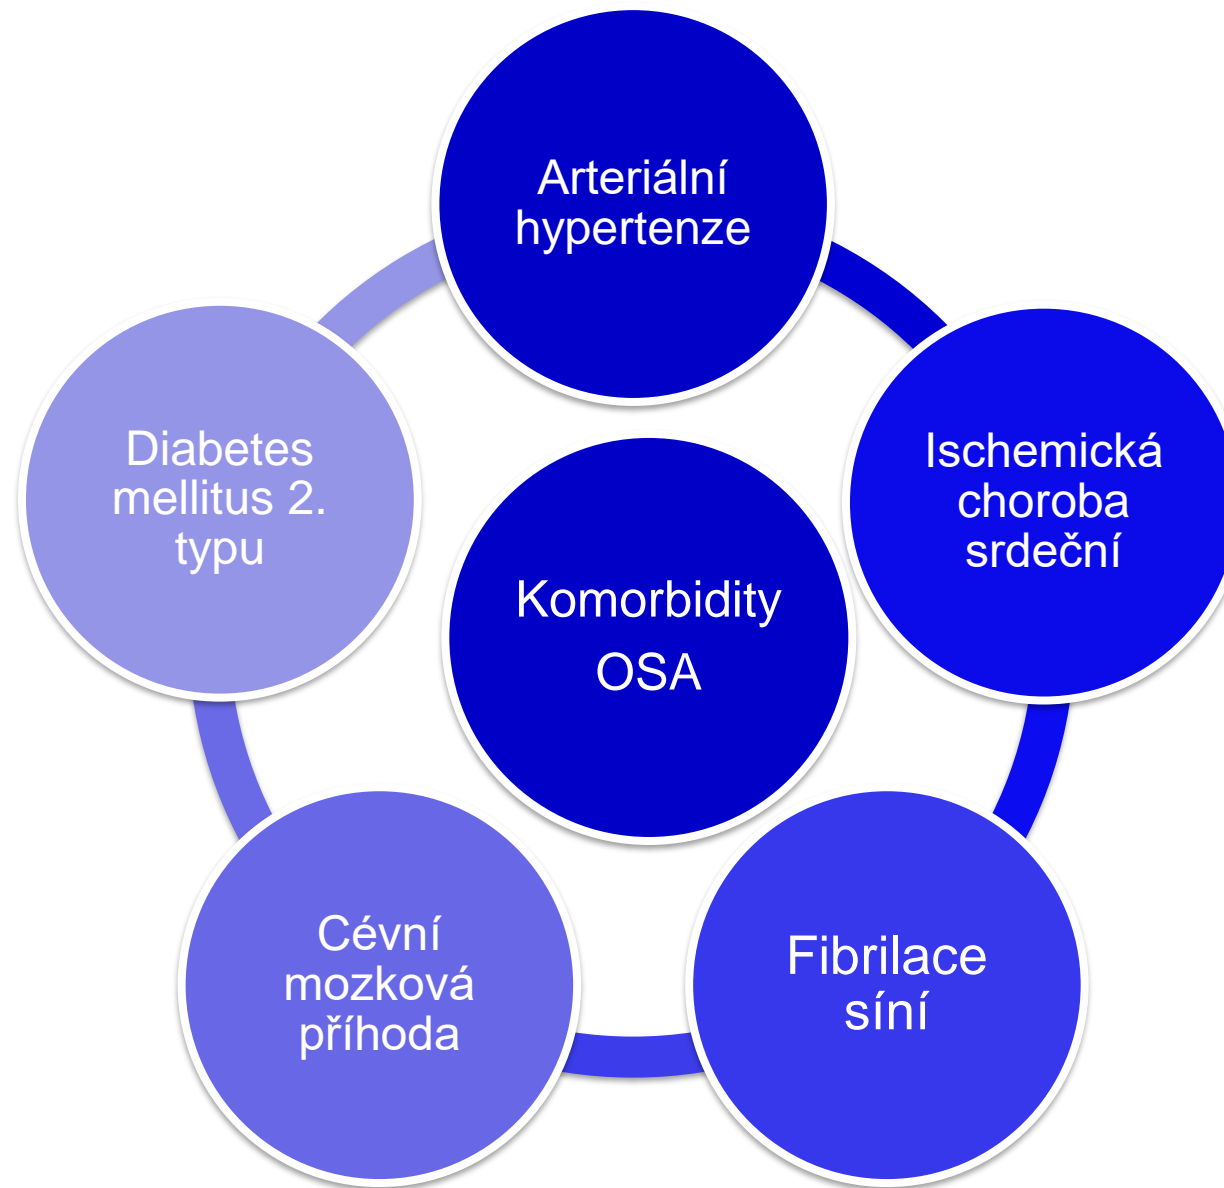 Arteriální
hypertenze
Diabetes
mellitus 2.
typu
Ischemická
choroba
srdeční
Komorbidity
OSA
Cévní
mozková
příhoda
Fibrilace
síní